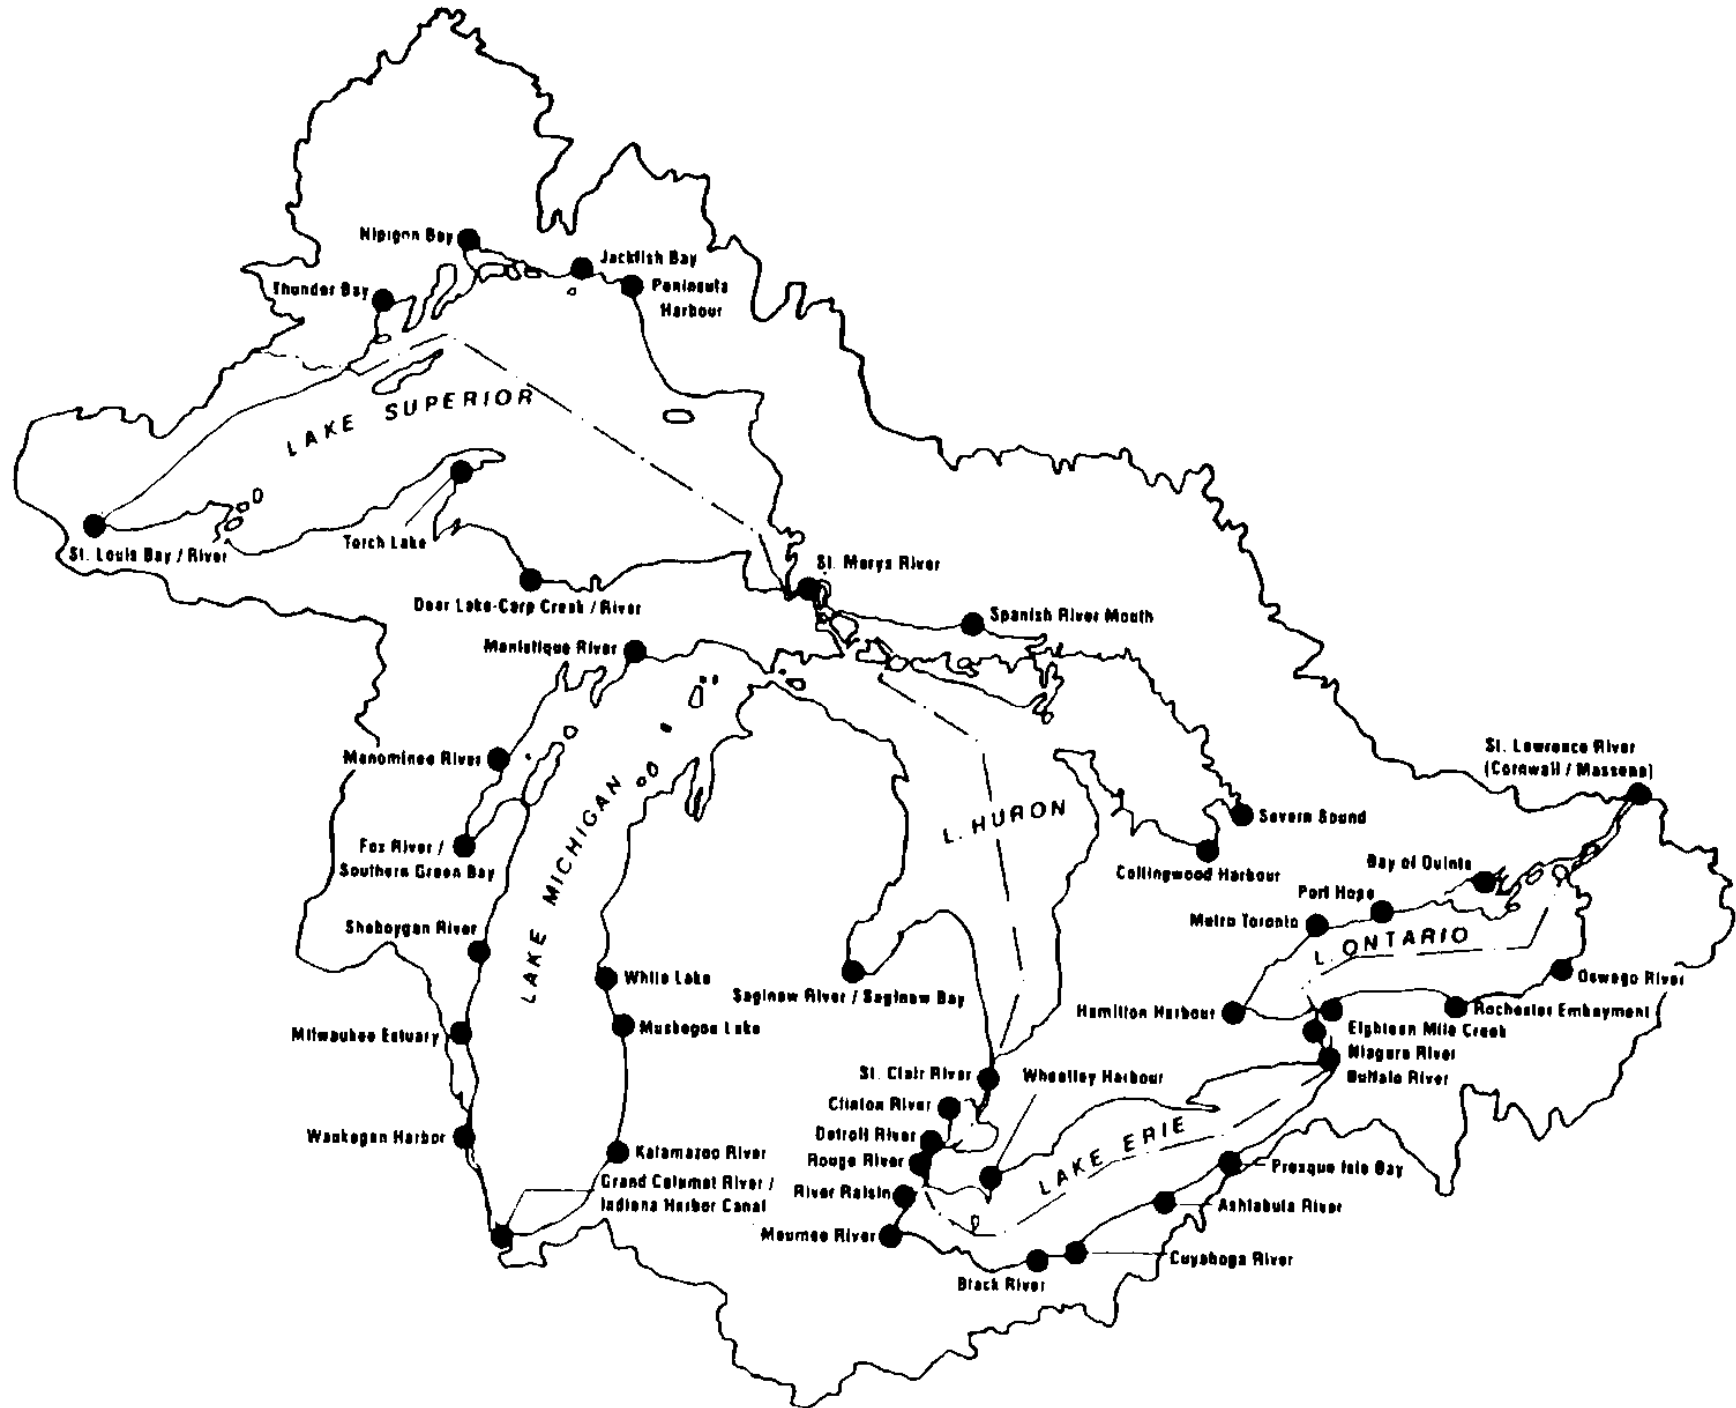 Nipigon Bay
Jackfish Bay
Thunder Bay
Peninsula
Harbour
LAKE SUPERIOR
Torch Lake
St. Louis Bay / River
St. Marys River
Deer Lake-Carp Creek / River
Spanish River Mouth
Manistique River
St. Lawrence River
(Cornwall / Massena)
Menominee River
LAKE MICHIGAN
L. HURON
Severn Sound
Fox River /
Southern Green Bay
Collingwood Harbour
Bay of Quinte
Port Hope
Metro Toronto
L. ONTARIO
Sheboygan River
White Lake
Saginaw River / Saginaw Bay
Oswego River
Hamilton Harbour
Rochester Embayment
Milwaukee Estuary
Muskegon Lake
Eighteen Mile Creek
Niagara River
Buffalo River
St. Clair River
Wheatley Harbour
Clinton River
Detroit River
Rouge River
LAKE ERIE
Waukegan Harbor
Kalamazoo River
Presque Isle Bay
Grand Calumet River /
Indiana Harbor Canal
River Raisin
Ashtabula River
Maumee River
Cuyahoga River
Black River